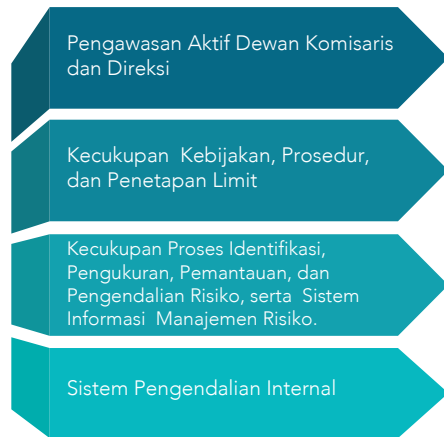 Pengawasan Aktif Dewan Komisaris
dan Direksi
Kecukupan Kebijakan, Prosedur,
dan Penetapan Limit
Kecukupan Proses Identifikasi,
Pengukuran, Pemantauan, dan
Pengendalian Risiko, serta Sistem
Informasi Manajemen Risiko.
Sistem Pengendalian Internal